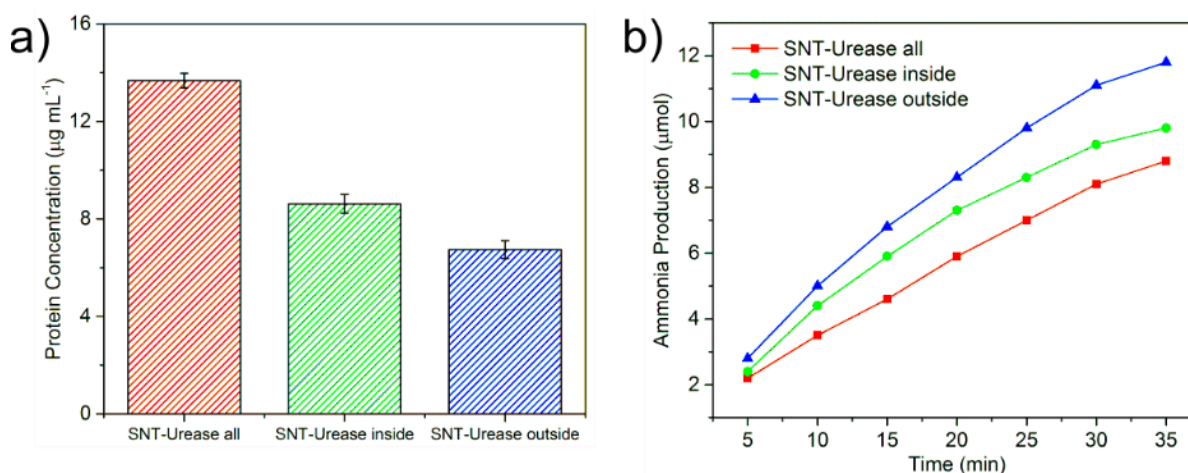 a)
16
12
8
4
0
Protein Concentration (µg mL⁻¹)
SNT-Urease all
SNT-Urease inside
SNT-Urease outside
b)
SNT-Urease all
SNT-Urease inside
SNT-Urease outside
12
10
8
6
4
2
Ammonia Production (µmol)
5 10 15 20 25 30 35
Time (min)